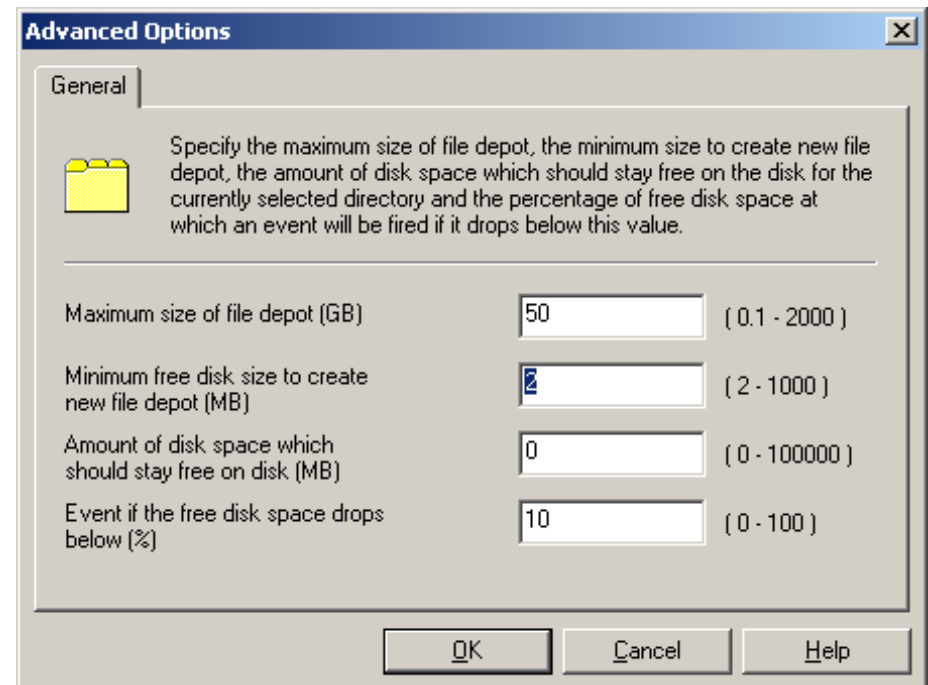 Advanced Options
General
Specify the maximum size of file depot, the minimum size to create new file
depot, the amount of disk space which should stay free on the disk for the
currently selected directory and the percentage of free disk space at
which an event will be fired if it drops below this value.
Maximum size of file depot (GB) 50 ( 0.1 - 2000 )
Minimum free disk size to create
new file depot (MB) 2 ( 2 - 1000 )
Amount of disk space which
should stay free on disk (MB) 0 ( 0 - 100000 )
Event if the free disk space drops
below (%) 10 ( 0 - 100 )
OK Cancel Help